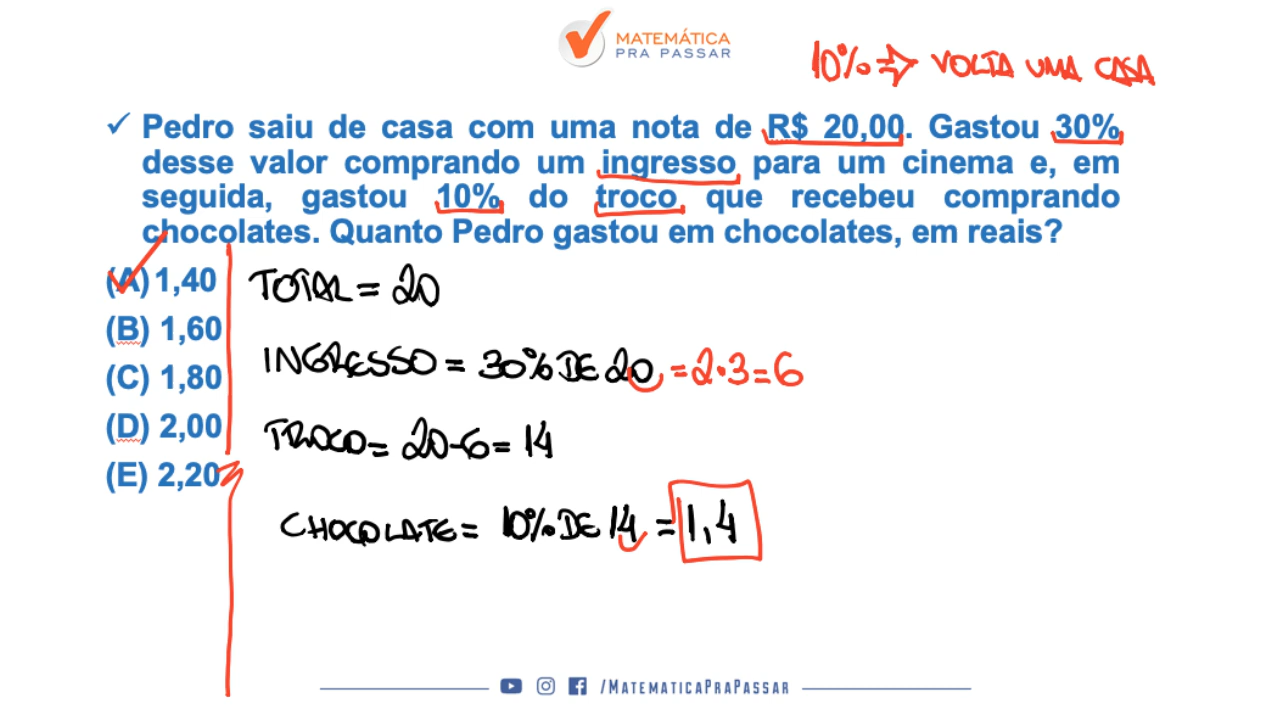 MATEMÁTICA
PRA PASSAR
10% => VOLTA UMA CASA
✓ Pedro saiu de casa com uma nota de R$ 20,00. Gastou 30%
desse valor comprando um ingresso para um cinema e, em
seguida, gastou 10% do troco que recebeu comprando
chocolates. Quanto Pedro gastou em chocolates, em reais?
(A) 1,40
TOTAL = 20
(B) 1,60
INGRESSO = 30% DE 20 = 2·3 = 6
(C) 1,80
(D) 2,00
TROCO = 20-6 = 14
(E) 2,20
CHOCOLATE = 10% DE 14 = 1,4
/MATEMATICAPRAPASSAR